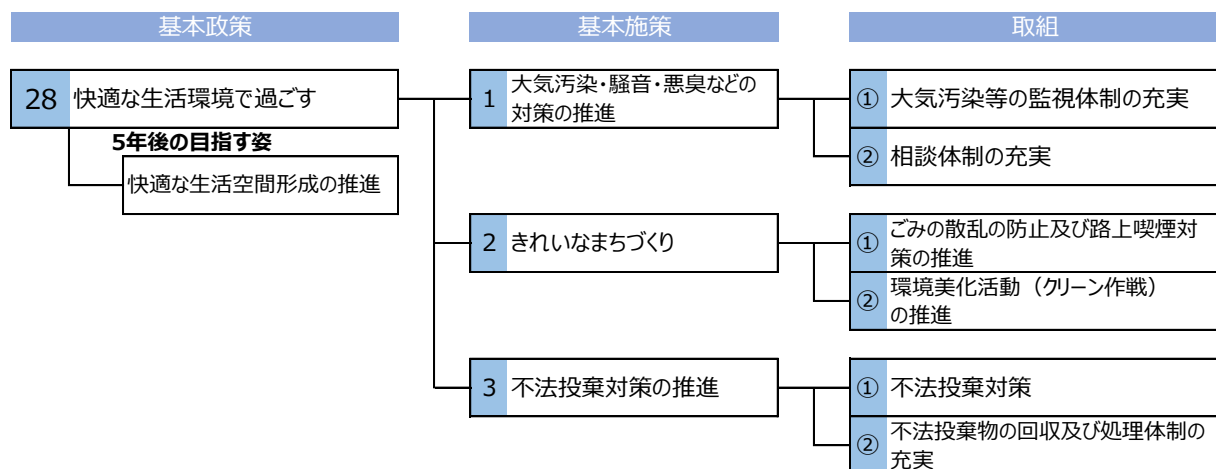 基本政策
基本施策
取組
28 快適な生活環境で過ごす
5年後の目指す姿
快適な生活空間形成の推進
1 大気汚染・騒音・悪臭などの
対策の推進
① 大気汚染等の監視体制の充実
② 相談体制の充実
2 きれいなまちづくり
① ごみの散乱の防止及び路上喫煙対
策の推進
② 環境美化活動（クリーン作戦）
の推進
3 不法投棄対策の推進
① 不法投棄対策
② 不法投棄物の回収及び処理体制の
充実